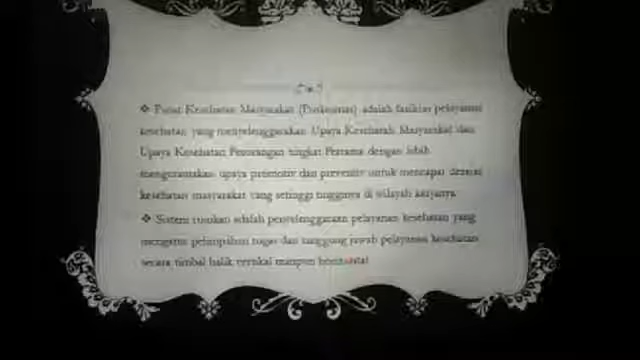 ❖ Pusat Kesehatan Masyarakat (Puskesmas) adalah fasilitas pelayanan
kesehatan yang menyelenggarakan Upaya Kesehatan Masyarakat dan
Upaya Kesehatan Perorangan tingkat Pertama dengan lebih
mengutamakan upaya promotif dan preventif untuk mencapai derajat
kesehatan masyarakat yang setinggi tingginya di wilayah kerjanya
❖ Sistem rujukan adalah penyelenggaraan pelayanan kesehatan yang
mengatur pelimpahan tugas dan tanggung jawab pelayanan kesehatan
secara timbal balik vertikal maupun horizontal